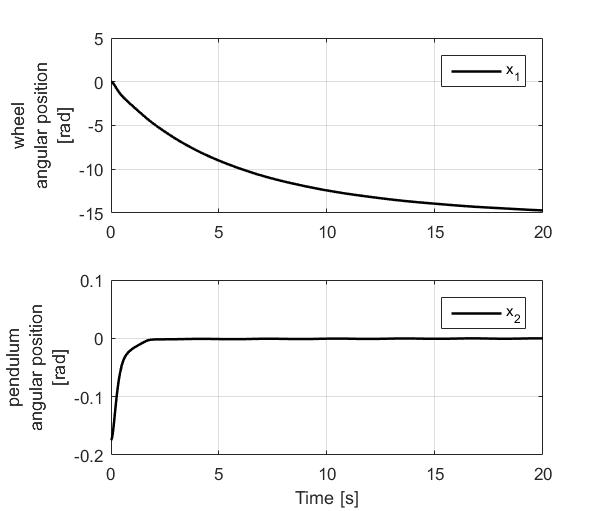 wheel
angular position
[rad]
5
0
-5
-10
-15
x1
0
5
10
15
20
pendulum
angular position
[rad]
0.1
0
-0.1
-0.2
x2
0
5
10
15
20
Time [s]